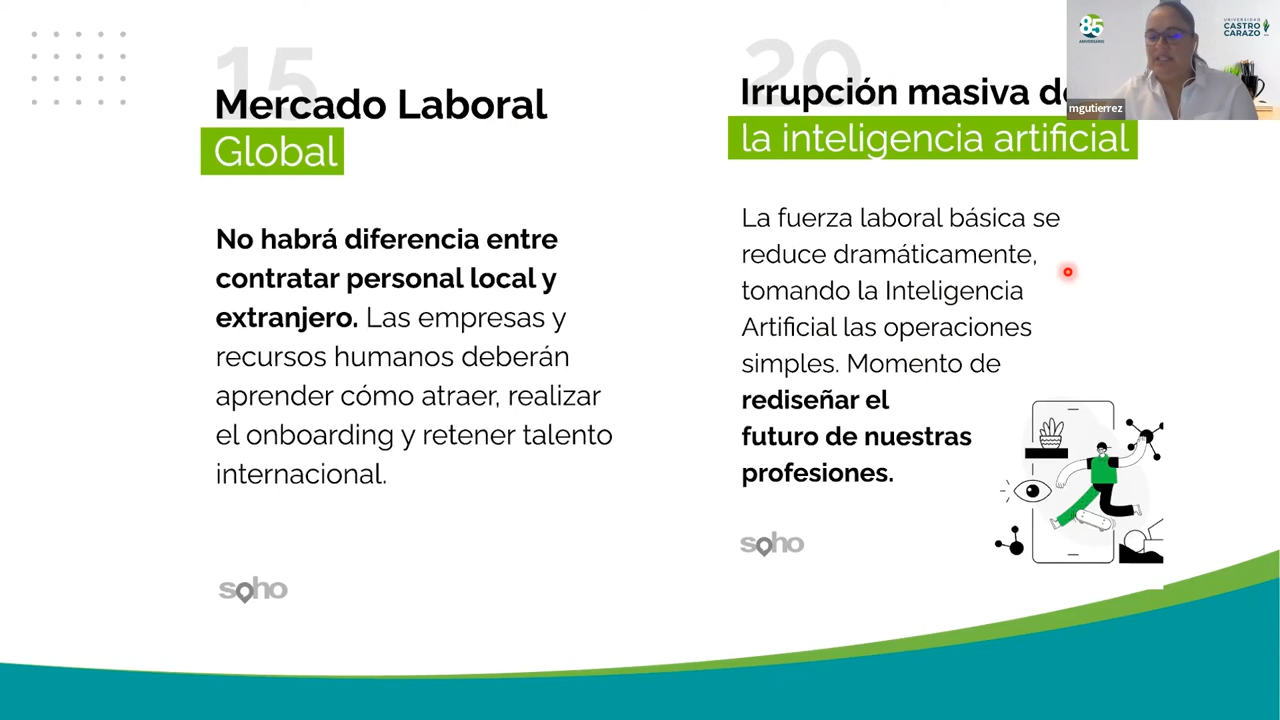 15
Mercado Laboral
Global
No habrá diferencia entre
contratar personal local y
extranjero. Las empresas y
recursos humanos deberán
aprender cómo atraer, realizar
el onboarding y retener talento
internacional.
soho
20
Irrupción masiva de
la inteligencia artificial
La fuerza laboral básica se
reduce dramáticamente,
tomando la Inteligencia
Artificial las operaciones
simples. Momento de
rediseñar el
futuro de nuestras
profesiones.
soho
85
ANIVERSARIO
UNIVERSIDAD
CASTRO
CARAZO
mgutierrez